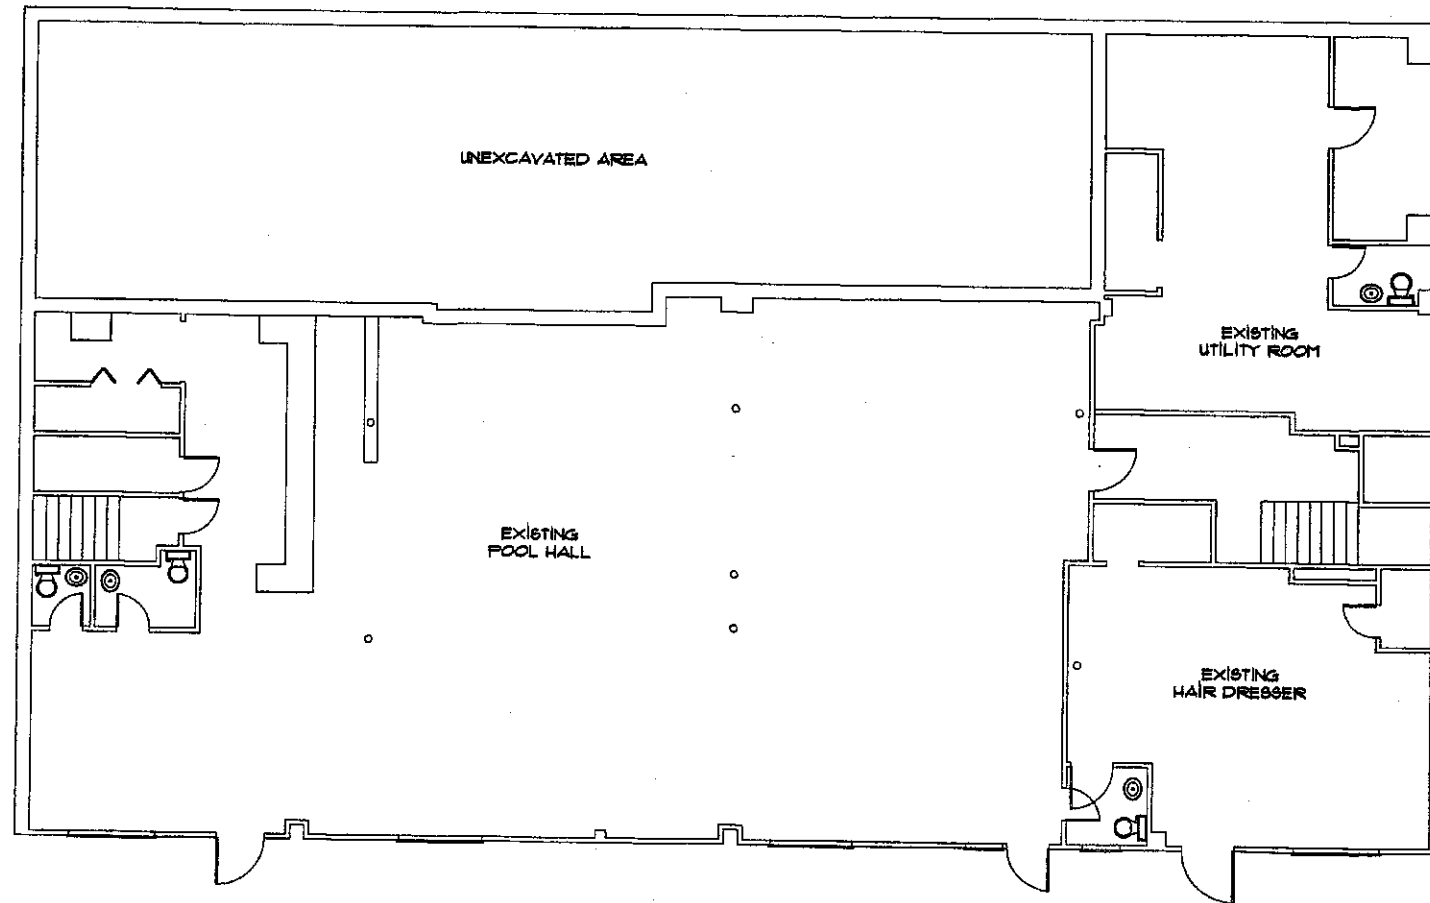 UNEXCAVATED AREA
EXISTING
UTILITY ROOM
EXISTING
POOL HALL
EXISTING
HAIR DRESSER